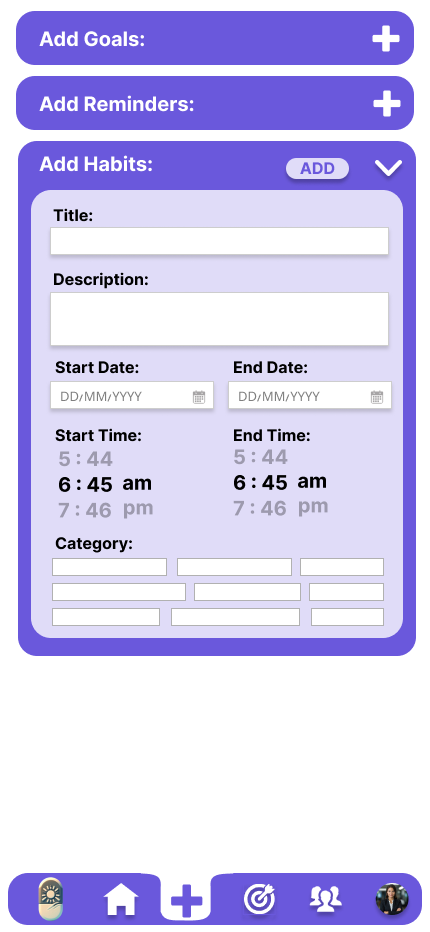 Add Goals:
Add Reminders:
Add Habits:
ADD
Title:
Description:
Start Date: End Date:
DD/MM/YYYY DD/MM/YYYY
Start Time: End Time:
5 : 44 5 : 44
6 : 45 am 6 : 45 am
7 : 46 pm 7 : 46 pm
Category: